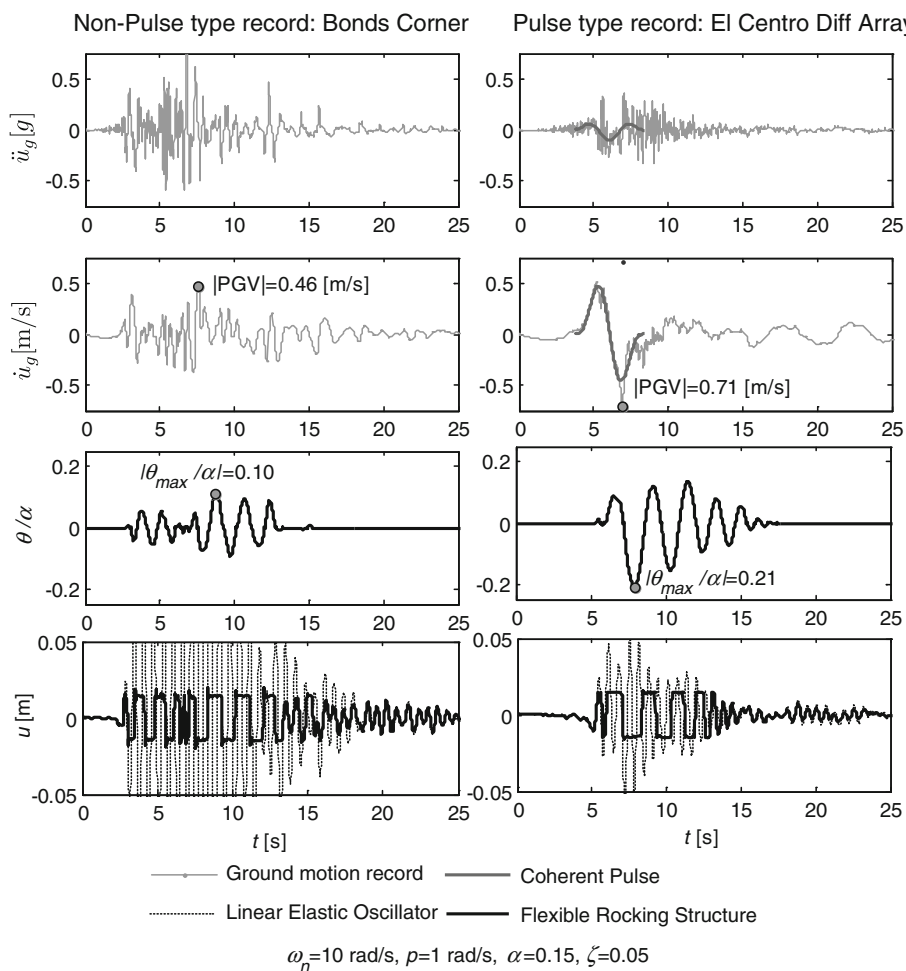 Non-Pulse type record: Bonds Corner
Pulse type record: El Centro Diff Array
0.5
0
-0.5
ü_g[g]
0 5 10 15 20 25
0.5
0
-0.5
0 5 10 15 20 25
0.5
0
-0.5
u̇_g[m/s]
|PGV|=0.46 [m/s]
0 5 10 15 20 25
0.5
0
-0.5
|PGV|=0.71 [m/s]
0 5 10 15 20 25
0.2
0
-0.2
θ/α
|θ_max /α|=0.10
0 5 10 15 20 25
0.2
0
-0.2
|θ_max /α|=0.21
0 5 10 15 20 25
0.05
0
-0.05
u [m]
0 5 10 15 20 25
t [s]
0.05
0
-0.05
0 5 10 15 20 25
t [s]
Ground motion record
Coherent Pulse
Linear Elastic Oscillator
Flexible Rocking Structure
ω_n=10 rad/s, p=1 rad/s, α=0.15, ζ=0.05